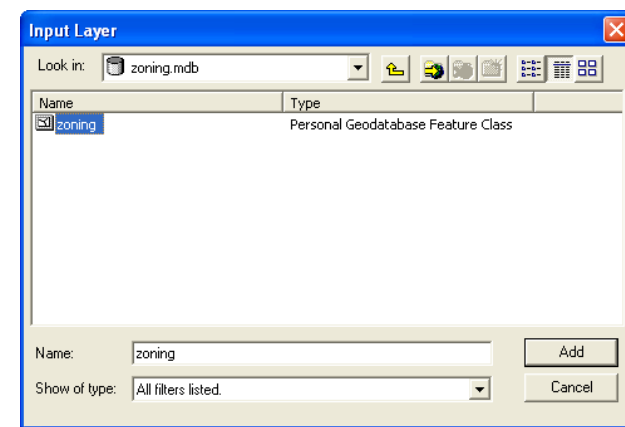 Input Layer
Look in: zoning.mdb
Name Type
zoning Personal Geodatabase Feature Class
Name: zoning Add
Show of type: All filters listed. Cancel